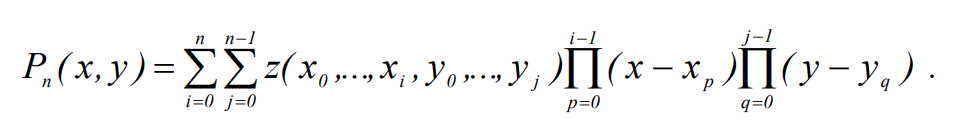 P_n(x,y)=∑_{i=0}^{n}∑_{j=0}^{n-1}z(x_0,...,x_i,y_0,...,y_j)∏_{p=0}^{i-1}(x-x_p)∏_{q=0}^{j-1}(y-y_q) .